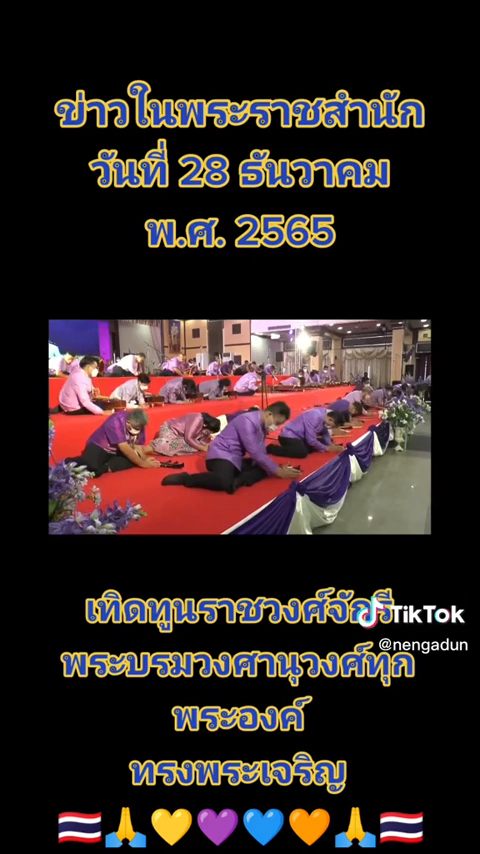 ข่าวในพระราชสำนัก
วันที่ 28 ธันวาคม
พ.ศ. 2565
เทิดทูนราชวงศ์จักรี
TikTok
@nengadun
พระบรมวงศานุวงศ์ทุก
พระองค์
ทรงพระเจริญ